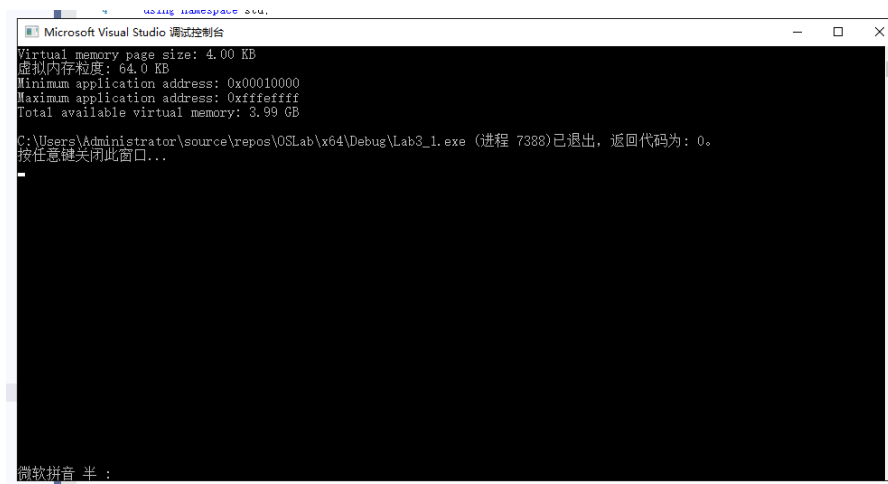 4 using namespace std;
Microsoft Visual Studio 调试控制台
Virtual memory page size: 4.00 KB
虚拟内存粒度: 64.0 KB
Minimum application address: 0x00010000
Maximum application address: 0xfffeffff
Total available virtual memory: 3.99 GB
C:\Users\Administrator\source\repos\OSLab\x64\Debug\Lab3_1.exe (进程 7388)已退出，返回代码为: 0。
按任意键关闭此窗口...
微软拼音 半 :